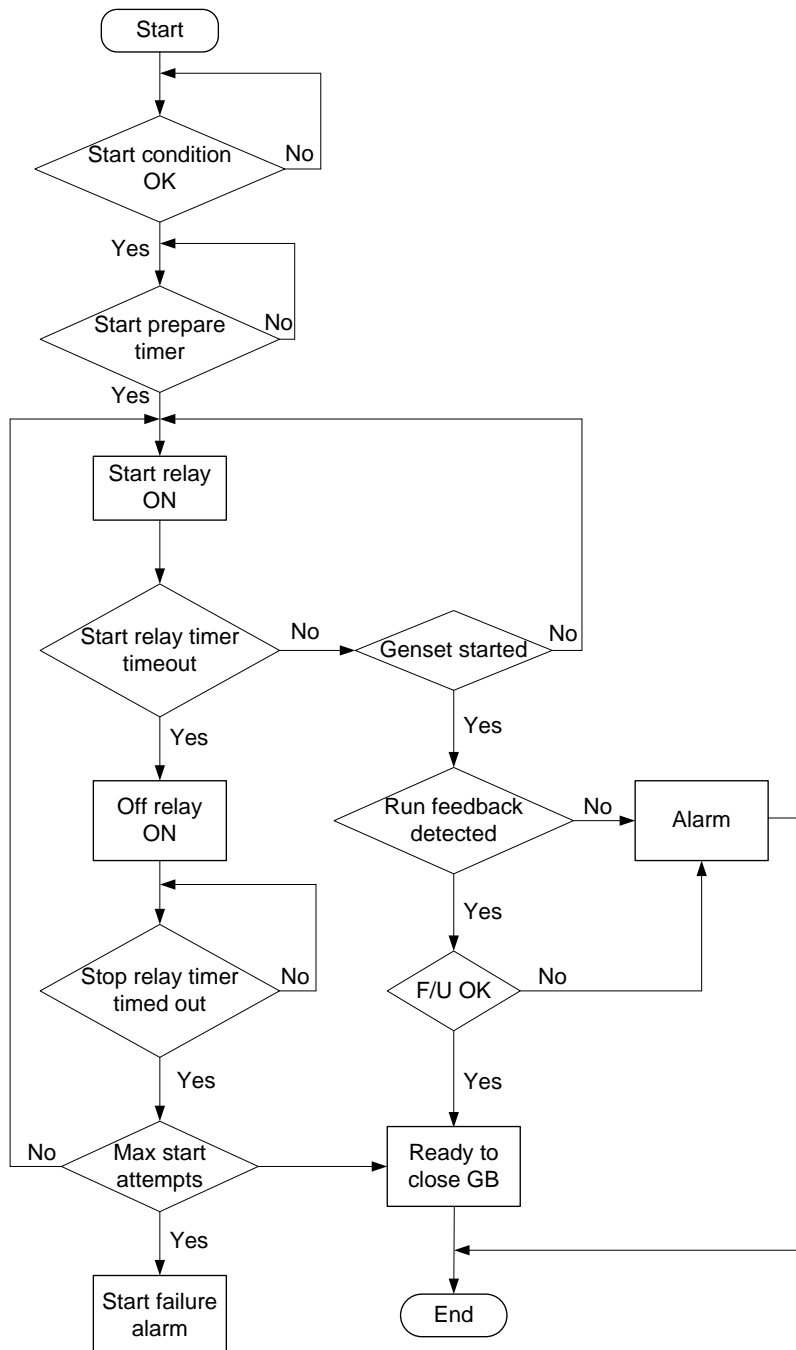 Start
Start condition
OK
No
Yes
Start prepare
timer
No
Yes
Start relay
ON
Start relay timer
timeout
No
Genset started
No
Yes
Yes
Off relay
ON
Run feedback
detected
No
Alarm
Yes
Stop relay timer
timed out
No
F/U OK
No
Yes
Yes
No
Max start
attempts
Ready to
close GB
Yes
Start failure
alarm
End